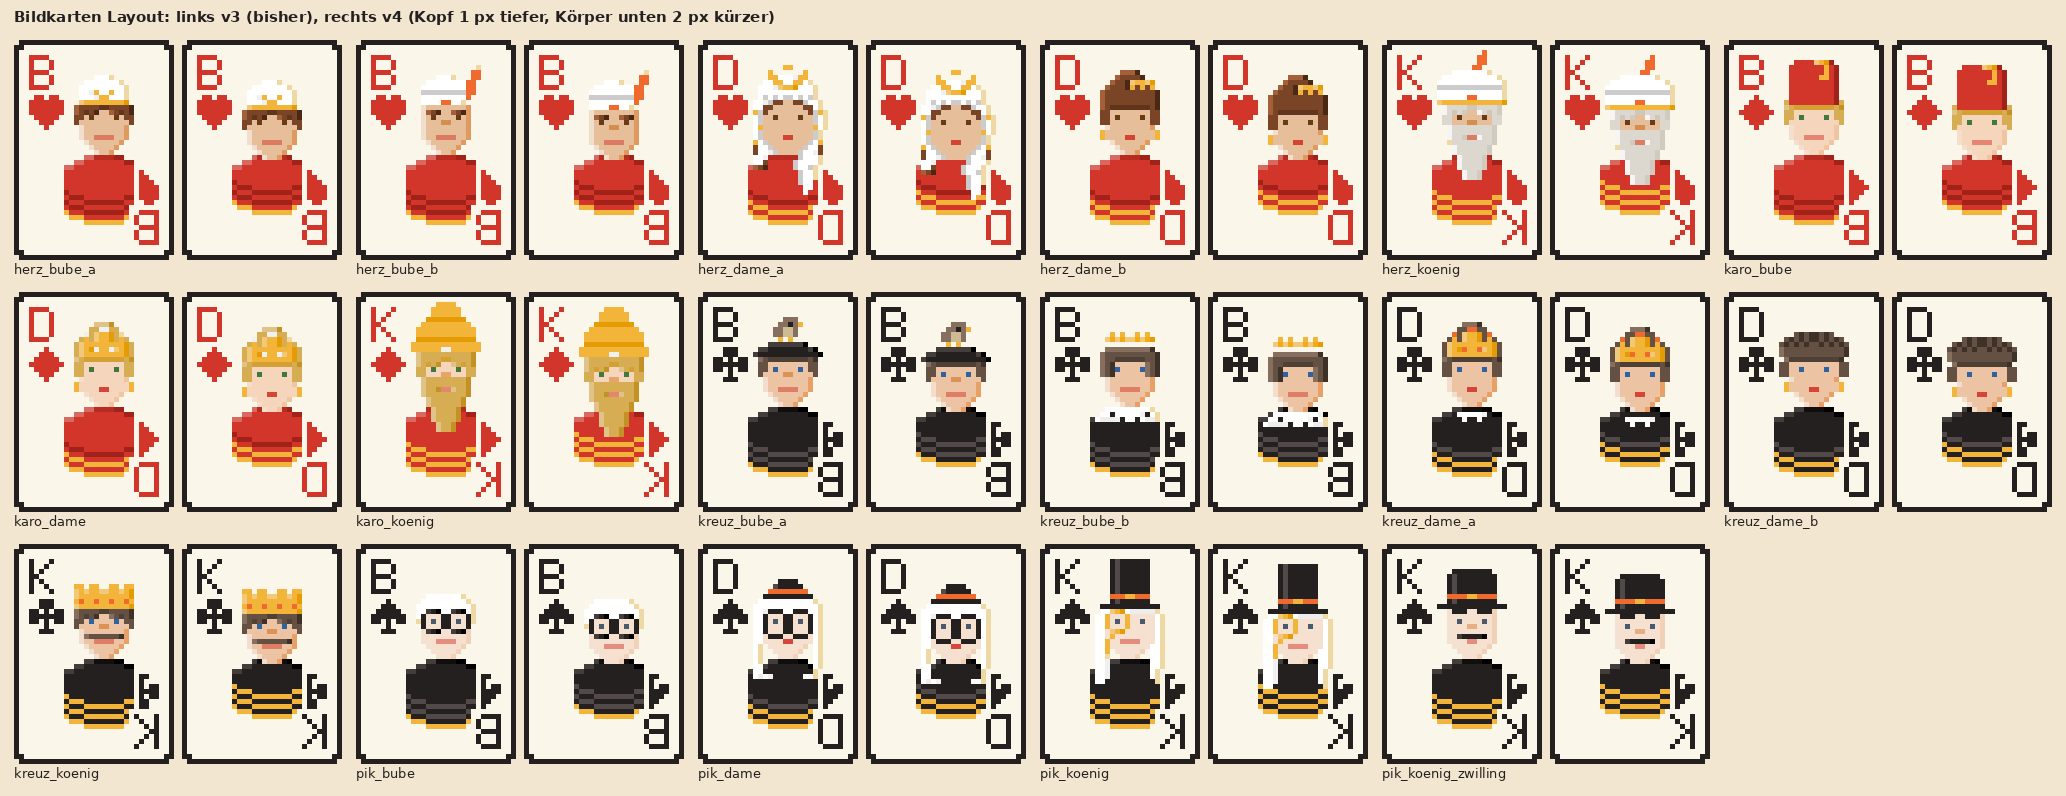 Bildkarten Layout: links v3 (bisher), rechts v4 (Kopf 1 px tiefer, Körper unten 2 px kürzer)
B B B B D D D D K K B B
B B B B D D D D K K B B
herz_bube_a herz_bube_b herz_dame_a herz_dame_b herz_koenig karo_bube
D D K K B B B B D D D D
D D K K B B B B D D D D
karo_dame karo_koenig kreuz_bube_a kreuz_bube_b kreuz_dame_a kreuz_dame_b
K K B B D D K K K K
K K B B D D K K K K
kreuz_koenig pik_bube pik_dame pik_koenig pik_koenig_zwilling